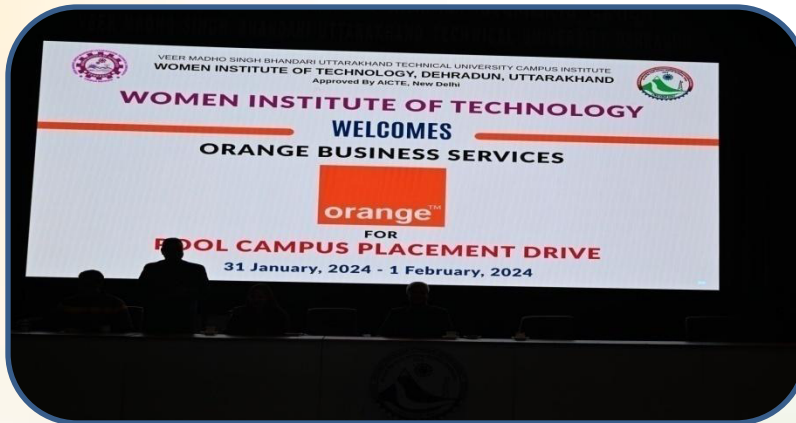 VEER MADHO SINGH BHANDARI UTTARAKHAND TECHNICAL UNIVERSITY CAMPUS INSTITUTE
WOMEN INSTITUTE OF TECHNOLOGY, DEHRADUN, UTTARAKHAND
Approved By AICTE, New Delhi
WOMEN INSTITUTE OF TECHNOLOGY
WELCOMES
ORANGE BUSINESS SERVICES
orange™
FOR
POOL CAMPUS PLACEMENT DRIVE
31 January, 2024 - 1 February, 2024